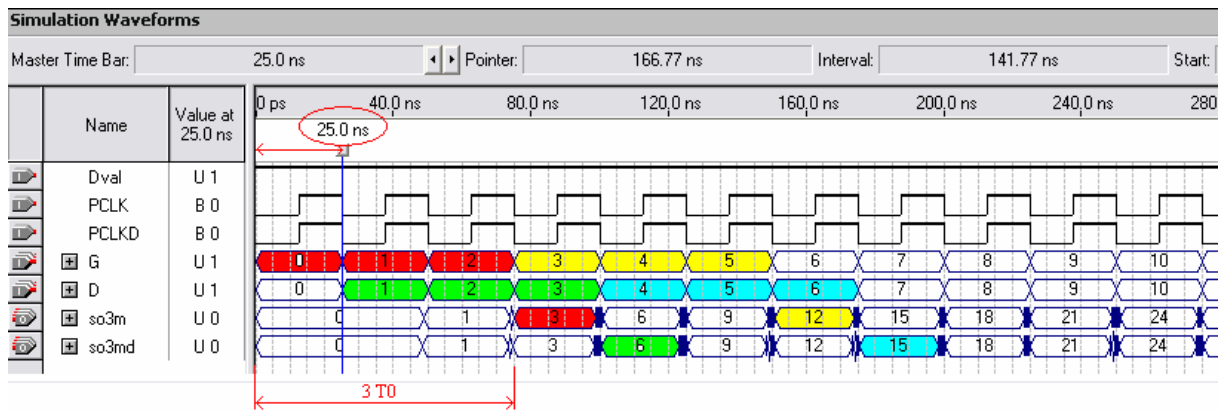 Simulation Waveforms
Master Time Bar: 25.0 ns Pointer: 166.77 ns Interval: 141.77 ns Start:
Name Value at 25.0 ns 0 ps 40.0 ns 80.0 ns 120.0 ns 160.0 ns 200.0 ns 240.0 ns 280
25.0 ns
Dval U 1
PCLK B 0
PCLKD B 0
G U 1 0 1 2 3 4 5 6 7 8 9 10
D U 1 0 1 2 3 4 5 6 7 8 9 10
so3m U 0 0 1 3 6 9 12 15 18 21 24
so3md U 0 0 1 3 6 9 12 15 18 21 24
3 T0